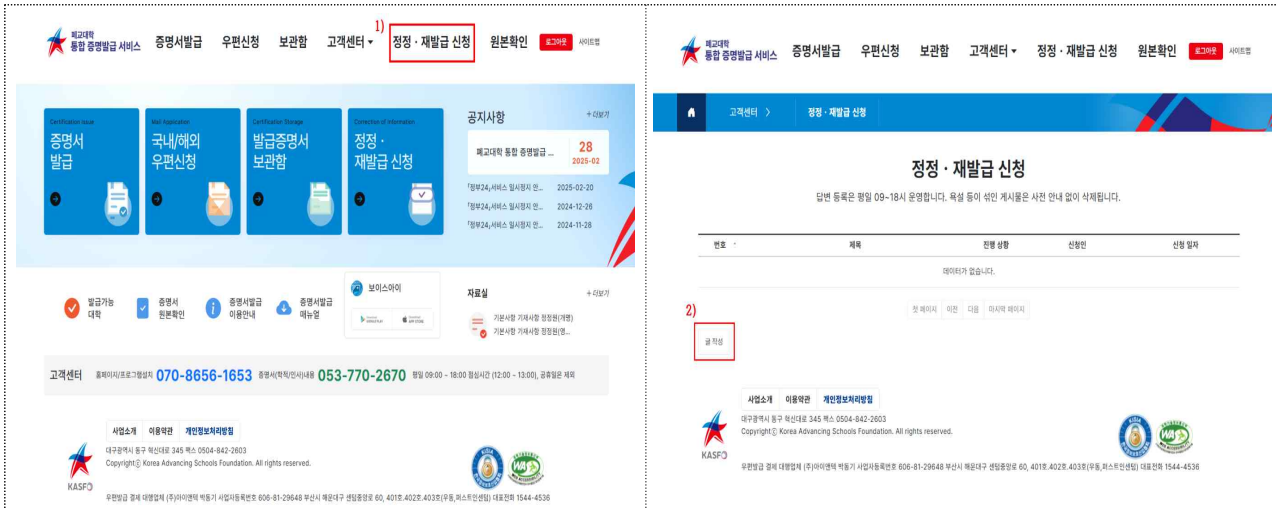 1)
폐교대학
통합 증명발급 서비스
증명서발급 우편신청 보관함 고객센터 ▾ 정정 · 재발급 신청 원본확인 로그아웃 사이트맵
Certification Issue
증명서
발급
Mail Application
국내/해외
우편신청
Certification Storage
발급증명서
보관함
Correction of Information
정정 ·
재발급 신청
공지사항 + 더보기
폐교대학 통합 증명발급 ... 28
2025-02
「정부24」서비스 일시정지 안... 2025-02-20
「정부24」서비스 일시정지 안... 2024-12-28
「정부24」서비스 일시정지 안... 2024-11-28
발급가능
대학
증명서
원본확인
증명서발급
이용안내
증명서발급
매뉴얼
보이스아이
자료실 + 더보기
기본사항 기재사항 정정원(개명)
기본사항 기재사항 정정원(영...
고객센터 홈페이지/프로그램설치 070-8656-1653 증명서(학적/인사)내용 053-770-2670 평일 09:00 ~ 18:00 점심시간 (12:00 ~ 13:00), 공휴일은 제외
사업소개 이용약관 개인정보처리방침
대구광역시 동구 혁신대로 345 팩스 0504-842-2603
Copyrightⓒ Korea Advancing Schools Foundation. All rights reserved.
KASFO
우편발급 결제 대행업체 (주)아이앤텍 박동기 사업자등록번호 606-81-29648 부산시 해운대구 센텀중앙로 60, 401호.402호.403호(우동,퍼스트인센텀) 대표전화 1544-4536
폐교대학
통합 증명발급 서비스
증명서발급 우편신청 보관함 고객센터 ▾ 정정 · 재발급 신청 원본확인 로그아웃 사이트맵
고객센터 > 정정 · 재발급 신청
정정 · 재발급 신청
답변 등록은 평일 09~18시 운영합니다. 욕설 등이 섞인 게시물은 사전 안내 없이 삭제됩니다.
번호 제목 진행 상황 신청인 신청 일자
데이터가 없습니다.
첫 페이지 이전 다음 마지막 페이지
2)
글 작성
사업소개 이용약관 개인정보처리방침
대구광역시 동구 혁신대로 345 팩스 0504-842-2603
Copyrightⓒ Korea Advancing Schools Foundation. All rights reserved.
KASFO
우편발급 결제 대행업체 (주)아이앤텍 박동기 사업자등록번호 606-81-29648 부산시 해운대구 센텀중앙로 60, 401호.402호.403호(우동,퍼스트인센텀) 대표전화 1544-4536